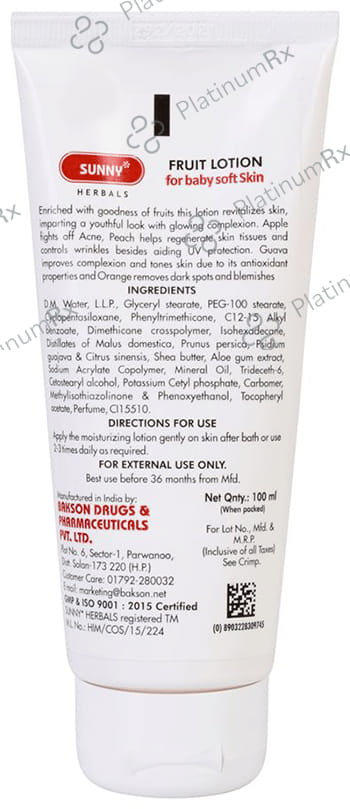 PlatinumRx
SUNNY*
HERBALS
FRUIT LOTION
for baby soft Skin
Enriched with goodness of fruits this lotion revitalizes skin,
imparting a youthful look with glowing complexion. Apple
fights off Acne, Peach helps regenerate skin tissues and
controls wrinkles besides aiding UV protection. Guava
improves complexion and tones skin due to its antioxidant
properties and Orange removes dark spots and blemishes
INGREDIENTS
D.M. Water, L.L.P., Glyceryl stearate, PEG-100 stearate,
Cyclopentasiloxane, Phenyltrimethicone, C12-15 Alkyl
benzoate, Dimethicone crosspolymer, Isohexadecane,
Distillates of Malus domestica, Prunus persica, Psidium
guajava & Citrus sinensis, Shea butter, Aloe gum extract,
Sodium Acrylate Copolymer, Mineral Oil, Trideceth-6,
Cetostearyl alcohol, Potassium Cetyl phosphate, Carbomer,
Methylisothiazolinone & Phenoxyethanol, Tocopheryl
acetate, Perfume, CI15510.
DIRECTIONS FOR USE
Apply the moisturizing lotion gently on skin after bath or use
2-3 times daily as required.
FOR EXTERNAL USE ONLY.
Best use before 36 months from Mfd.
Manufactured in India by:
BAKSON DRUGS &
PHARMACEUTICALS
PVT. LTD.
Plot No. 6, Sector-1, Parwanoo,
Distt. Solan-173 220 (H.P.)
Customer Care: 01792-280032
Email: marketing@bakson.net
GMP & ISO 9001 : 2015 Certified
SUNNY* HERBALS registered TM
M.L. No.: HIM/COS/15/224
Net Qnty.: 100 ml
(When packed)
For Lot No., Mfd. &
M.R.P.
(Inclusive of all Taxes)
See Crimp.
(0) 8903228309745